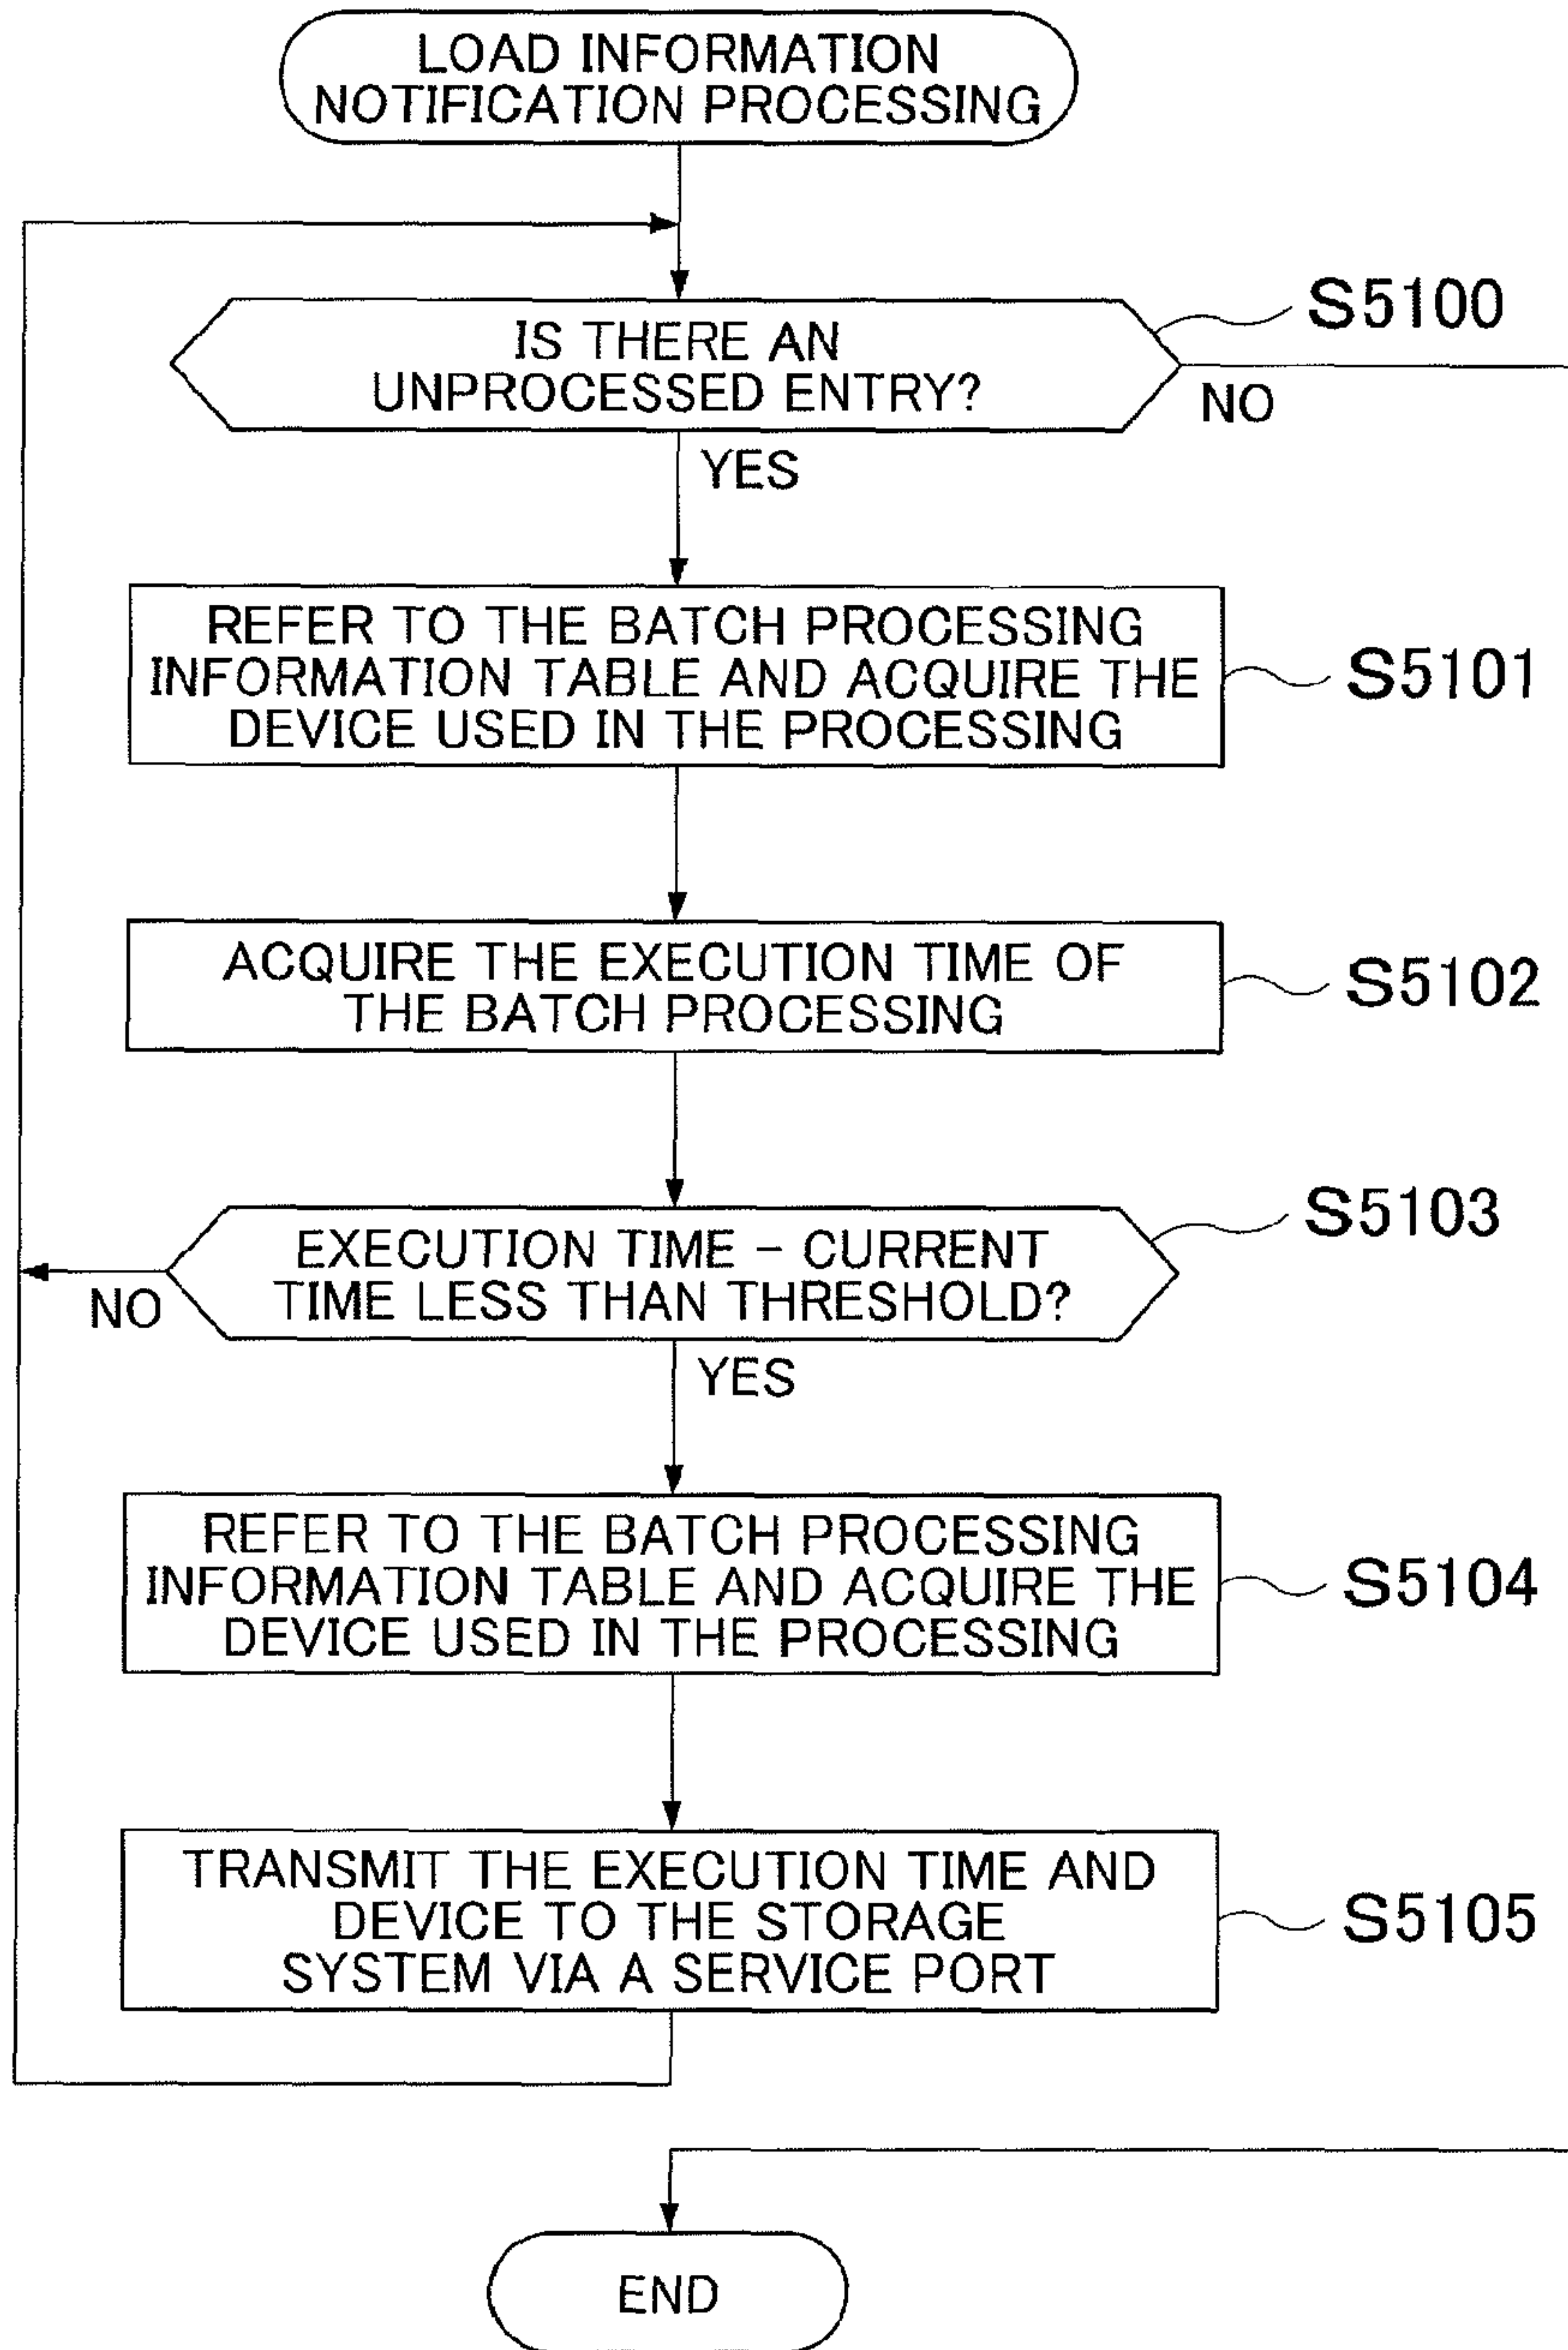 LOAD INFORMATION
NOTIFICATION PROCESSING
S5100
IS THERE AN
UNPROCESSED ENTRY?
NO
YES
REFER TO THE BATCH PROCESSING
INFORMATION TABLE AND ACQUIRE THE
DEVICE USED IN THE PROCESSING
S5101
ACQUIRE THE EXECUTION TIME OF
THE BATCH PROCESSING
S5102
S5103
EXECUTION TIME – CURRENT
TIME LESS THAN THRESHOLD?
NO
YES
REFER TO THE BATCH PROCESSING
INFORMATION TABLE AND ACQUIRE THE
DEVICE USED IN THE PROCESSING
S5104
TRANSMIT THE EXECUTION TIME AND
DEVICE TO THE STORAGE
SYSTEM VIA A SERVICE PORT
S5105
END